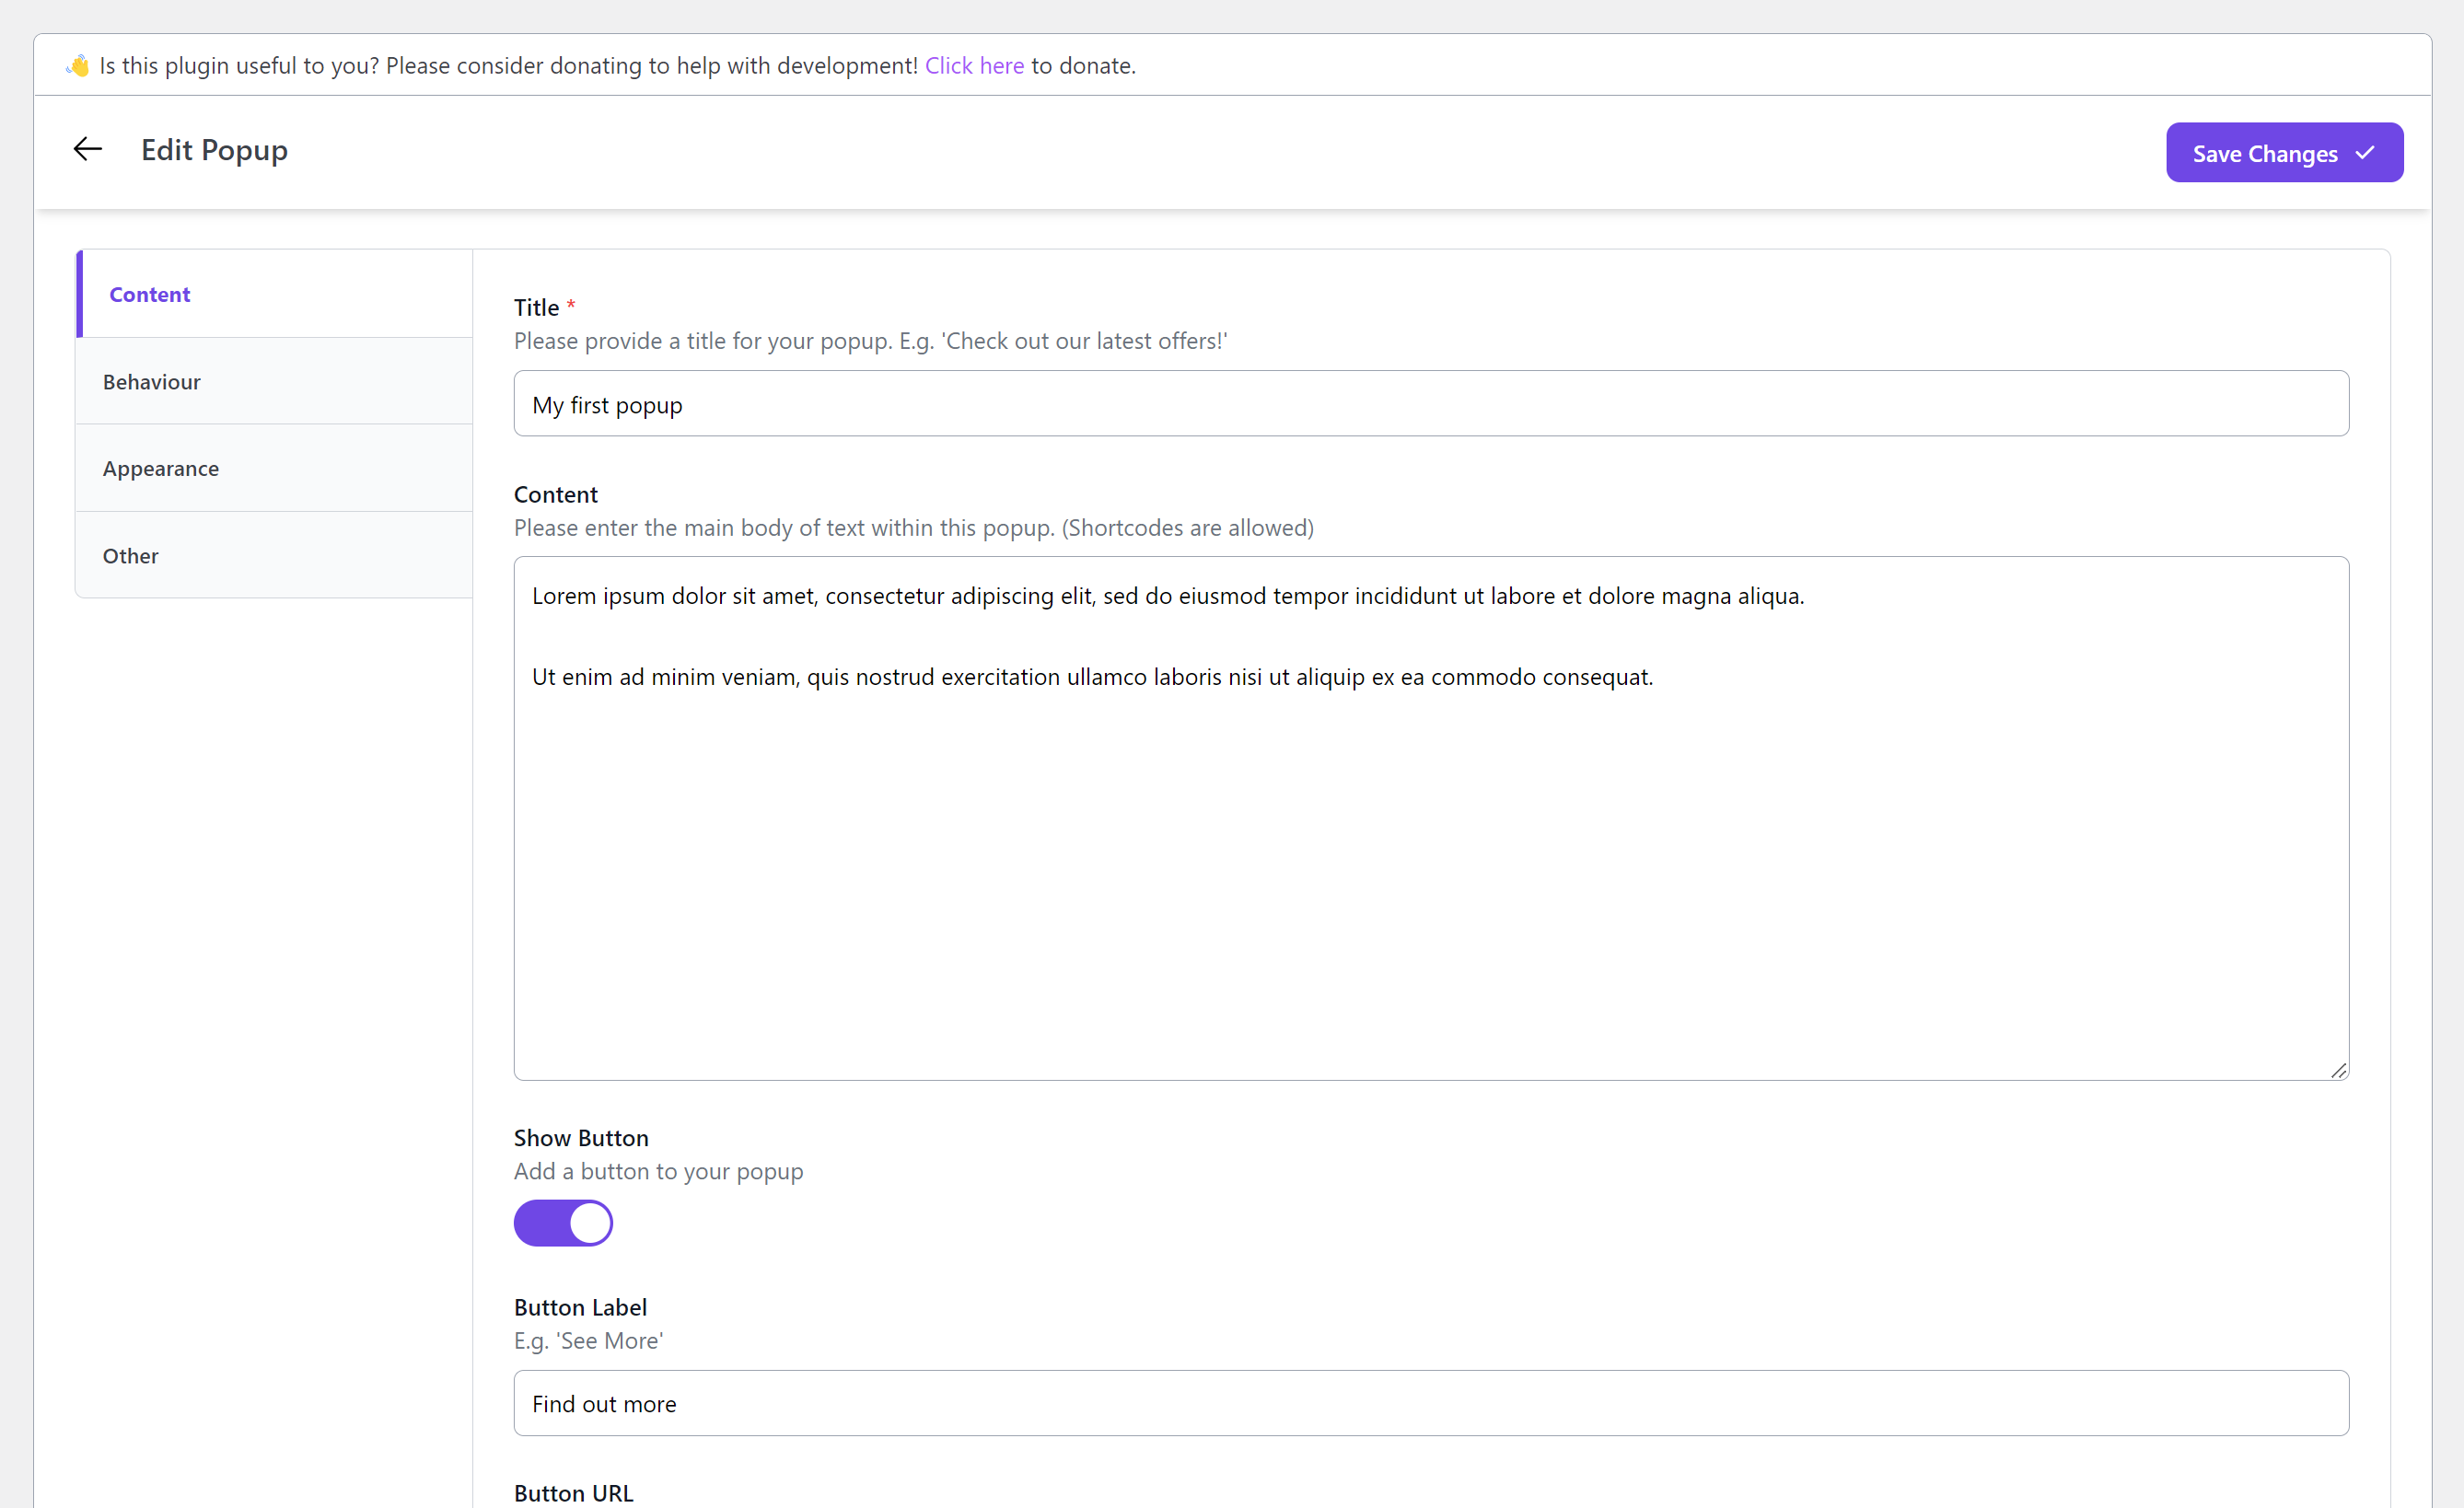 👋 Is this plugin useful to you? Please consider donating to help with development! Click here to donate.
Edit Popup
Save Changes
Content
Behaviour
Appearance
Other
Title *
Please provide a title for your popup. E.g. 'Check out our latest offers!'
My first popup
Content
Please enter the main body of text within this popup. (Shortcodes are allowed)
Lorem ipsum dolor sit amet, consectetur adipiscing elit, sed do eiusmod tempor incididunt ut labore et dolore magna aliqua.
Ut enim ad minim veniam, quis nostrud exercitation ullamco laboris nisi ut aliquip ex ea commodo consequat.
Show Button
Add a button to your popup
Button Label
E.g. 'See More'
Find out more
Button URL